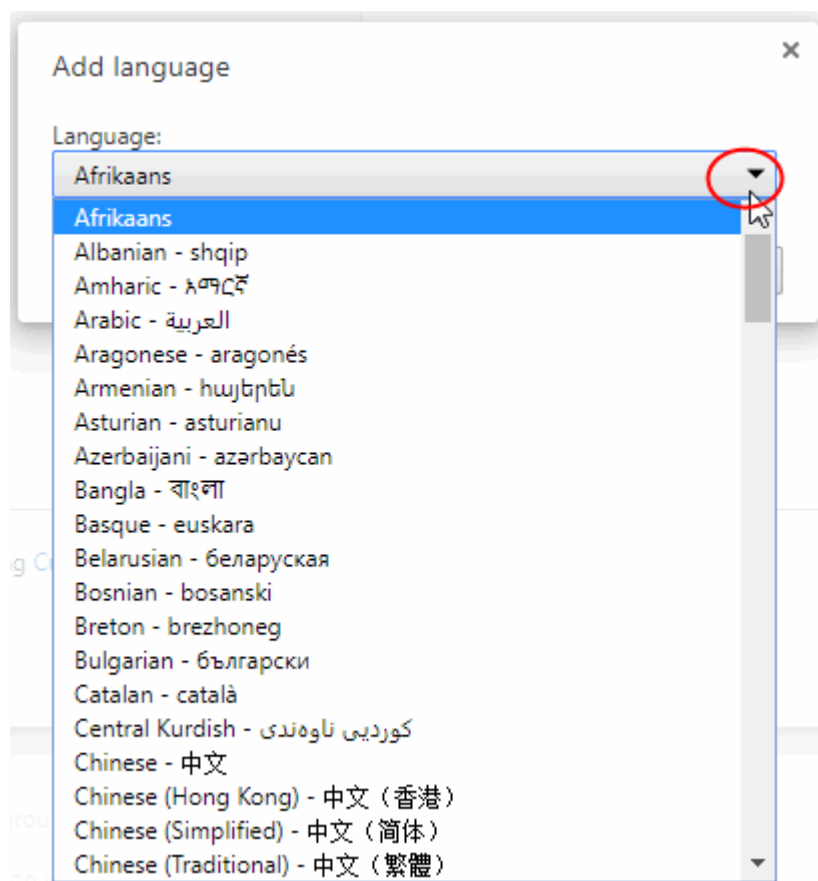 Add language
Language:
Afrikaans
Afrikaans
Albanian - shqip
Amharic - አማርኛ
Arabic - العربية
Aragonese - aragonés
Armenian - հայերեն
Asturian - asturianu
Azerbaijani - azərbaycan
Bangla - বাংলা
Basque - euskara
Belarusian - беларуская
Bosnian - bosanski
Breton - brezhoneg
Bulgarian - български
Catalan - català
Central Kurdish - کوردیی ناوەندی
Chinese - 中文
Chinese (Hong Kong) - 中文（香港）
Chinese (Simplified) - 中文（简体）
Chinese (Traditional) - 中文（繁體）